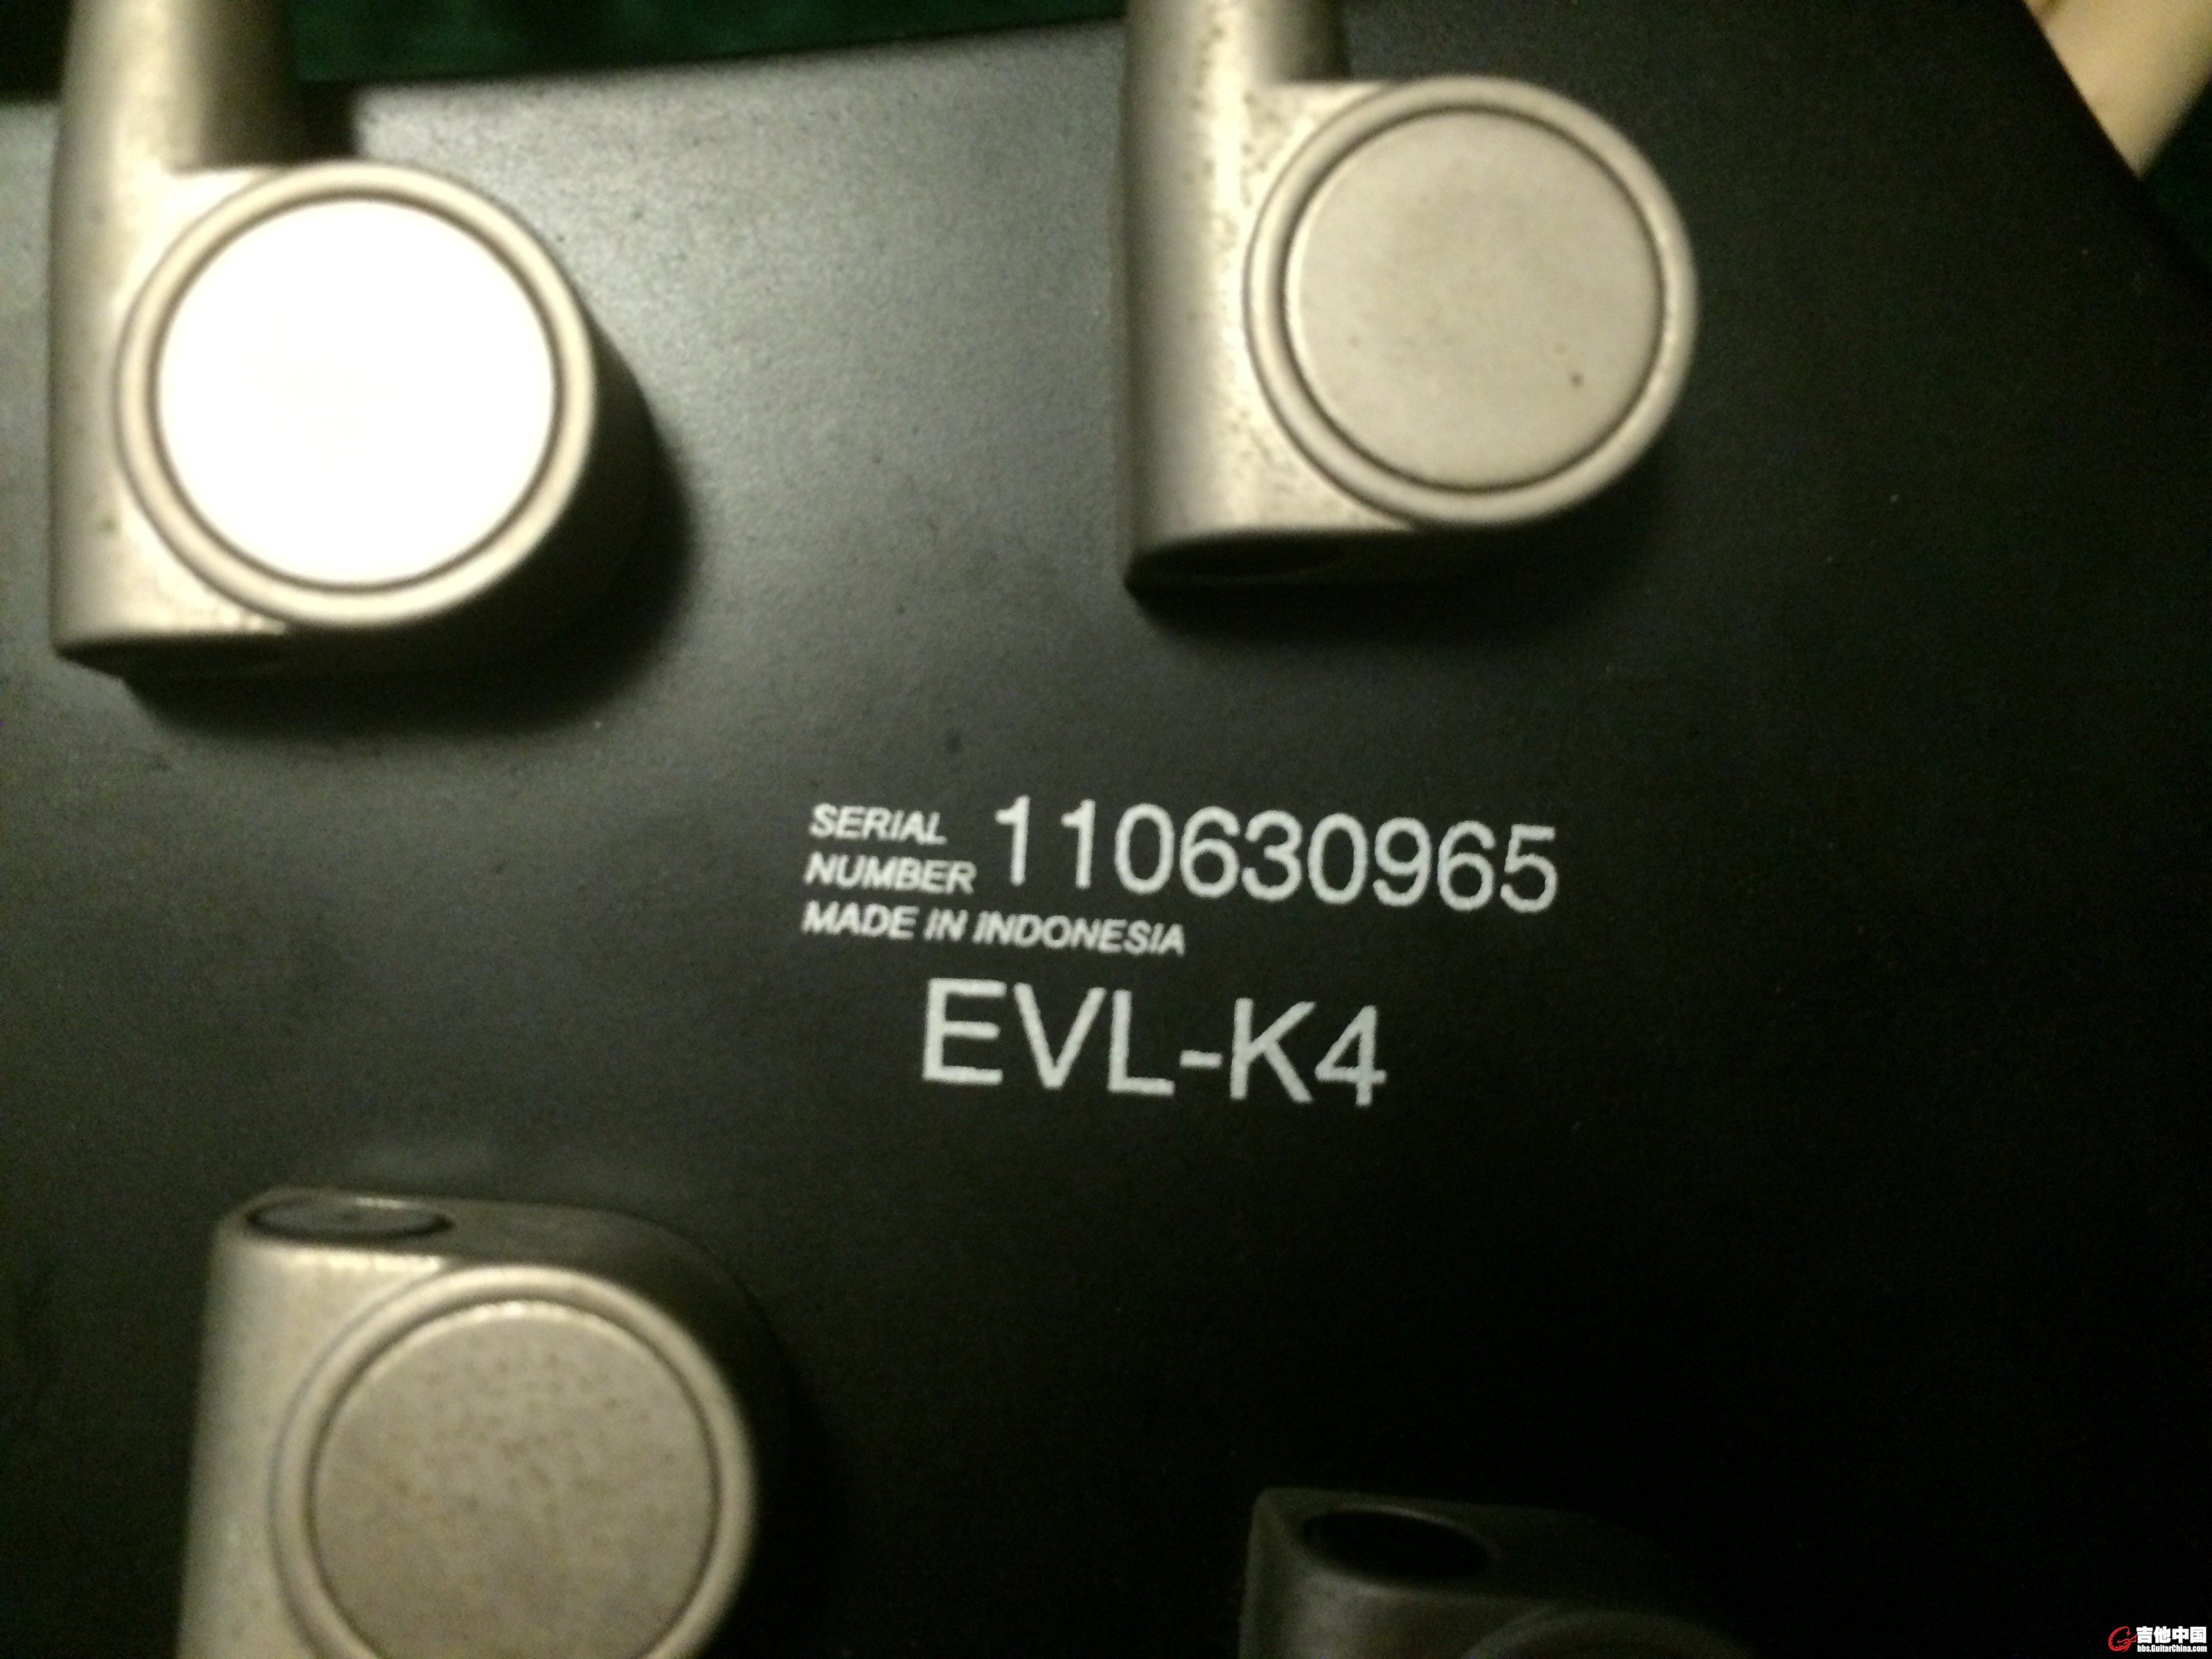 SERIAL NUMBER 110630965
MADE IN INDONESIA
EVL-K4
吉他中国
bbs.GuitarChina.com